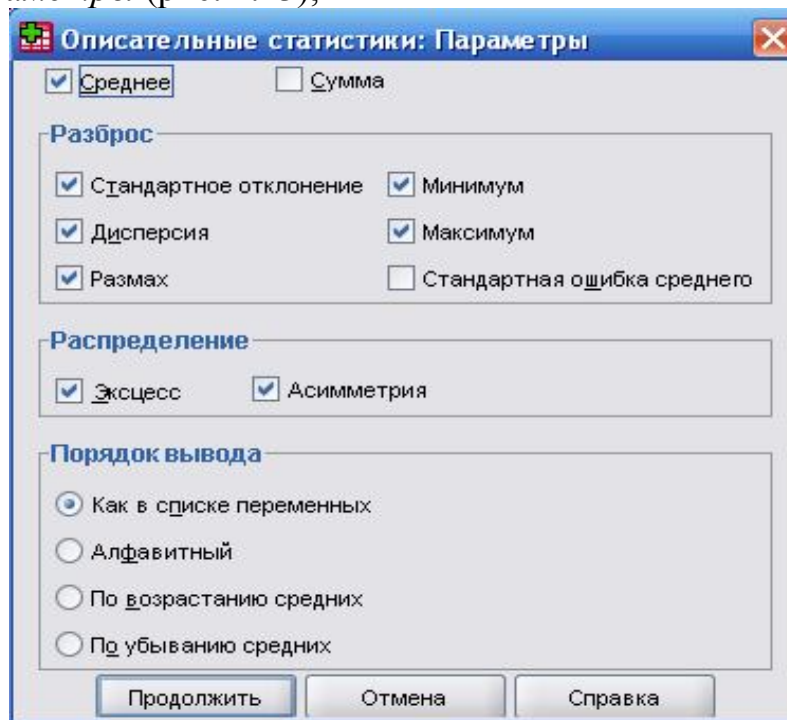 Описательные статистики: Параметры
Среднее Сумма
Разброс
Стандартное отклонение Минимум
Дисперсия Максимум
Размах Стандартная ошибка среднего
Распределение
Эксцесс Асимметрия
Порядок вывода
Как в списке переменных
Алфавитный
По возрастанию средних
По убыванию средних
Продолжить Отмена Справка